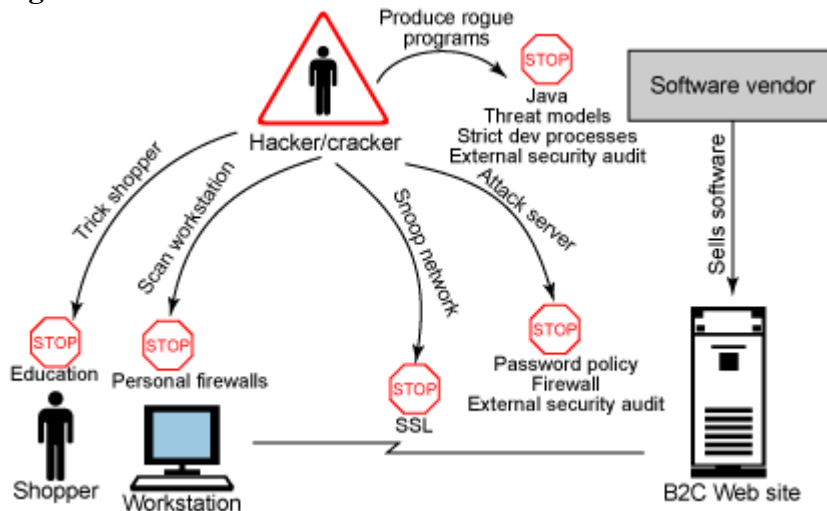 Produce rogue
programs
STOP
Java
Threat models
Strict dev processes
External security audit
Software vendor
Hacker/cracker
Trick shopper
Scan workstation
Snoop network
Attack server
Sells software
STOP
Education
STOP
Personal firewalls
STOP
SSL
STOP
Password policy
Firewall
External security audit
Shopper
Workstation
B2C Web site